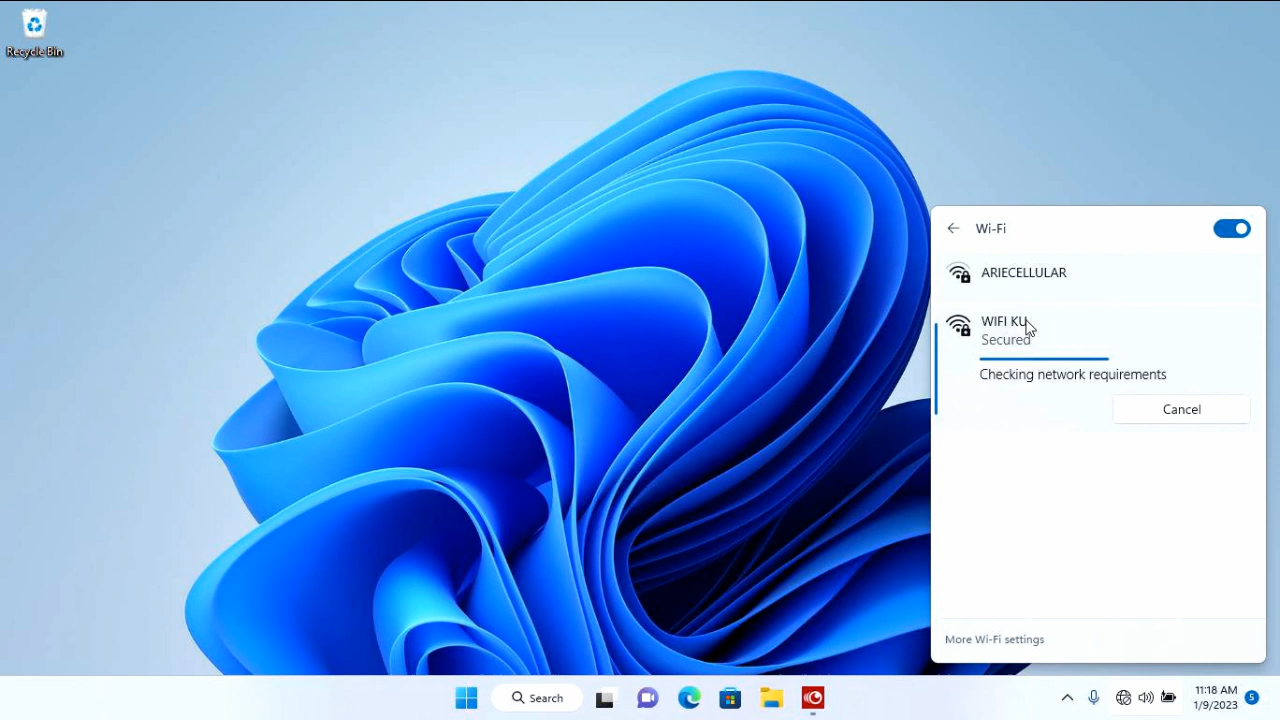 Recycle Bin
Wi-Fi
ARIECELLULAR
WIFI KU
Secured
Checking network requirements
Cancel
More Wi-Fi settings
Search
11:18 AM
1/9/2023
5